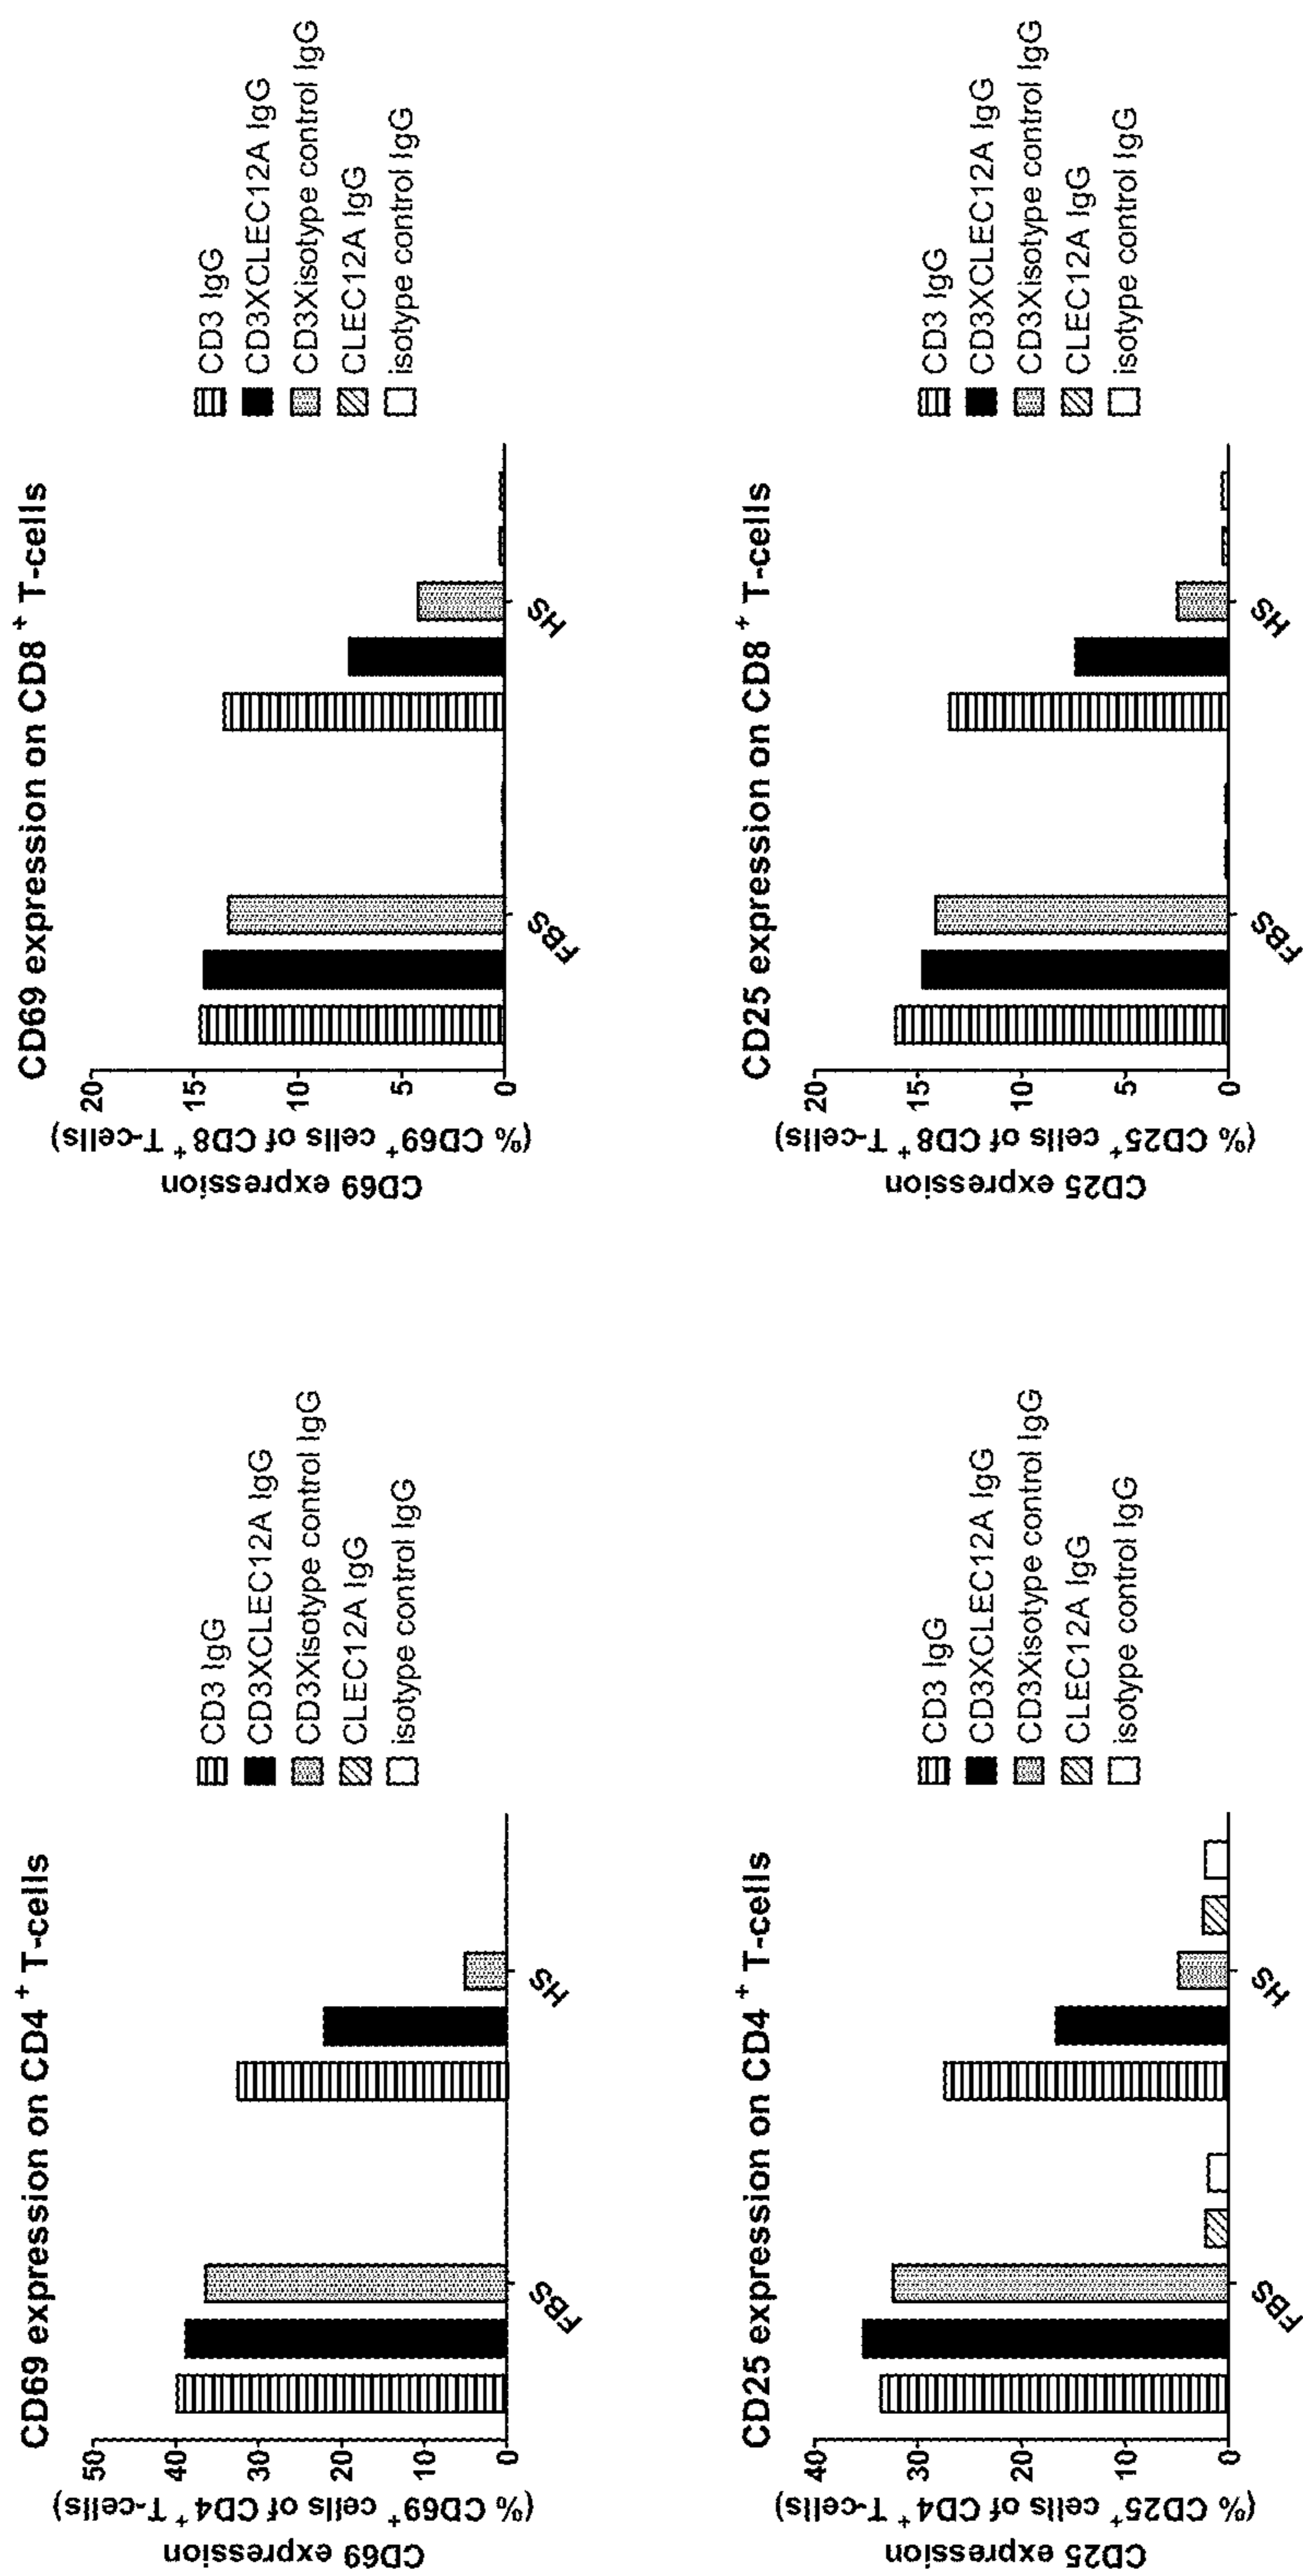 CD69 expression on CD4 + T-cells
CD69 expression
(% CD69+ cells of CD4+ T-cells)
50
40
30
20
10
0
FBS
HS
CD3 IgG
CD3XCLEC12A IgG
CD3Xisotype control IgG
CLEC12A IgG
isotype control IgG
CD69 expression on CD8 + T-cells
CD69 expression
(% CD69+ cells of CD8+ T-cells)
20
15
10
5
0
FBS
HS
CD3 IgG
CD3XCLEC12A IgG
CD3Xisotype control IgG
CLEC12A IgG
isotype control IgG
CD25 expression on CD4 + T-cells
CD25 expression
(% CD25+ cells of CD4+ T-cells)
40
30
20
10
0
FBS
HS
CD3 IgG
CD3XCLEC12A IgG
CD3Xisotype control IgG
CLEC12A IgG
isotype control IgG
CD25 expression on CD8 + T-cells
CD25 expression
(% CD25+ cells of CD8+ T-cells)
20
15
10
5
0
FBS
HS
CD3 IgG
CD3XCLEC12A IgG
CD3Xisotype control IgG
CLEC12A IgG
isotype control IgG